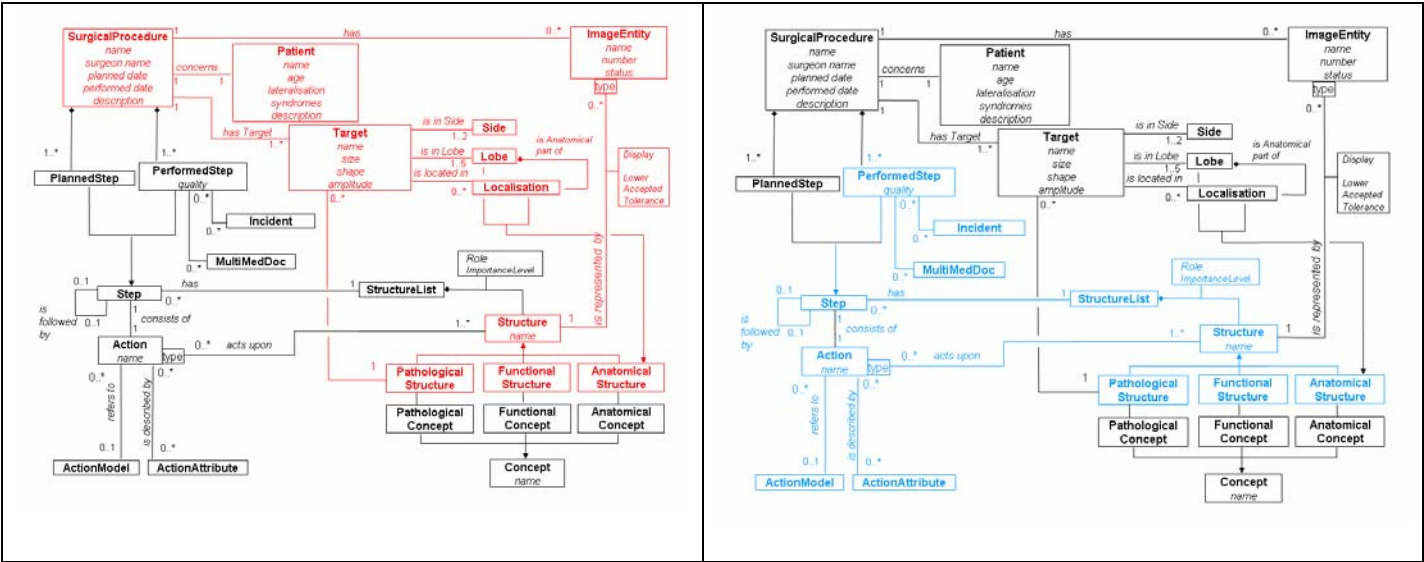 SurgicalProcedure
name
surgeon name
planned date
performed date
description
1
has
0..*
ImageEntity
name
number
status
type
0..*
concerns
1
1
Patient
name
age
lateralisation
syndromes
description
1
has Target
1..*
Target
name
size
shape
amplitude
0..*
is in Side
1..2
Side
is in Lobe
1..5
Lobe
is located in
0..*
Localisation
is Anatomical
part of
Display
Lower
Accepted
Tolerance
1..*
PlannedStep
1..*
PerformedStep
quality
0..*
0..*
Incident
0..*
MultiMedDoc
is represented by
Role
ImportanceLevel
0..1
Step
has
0..*
1
StructureList
is
followed
by
0..1
1
consists of
1
Action
name
type
0..*
acts upon
1..*
Structure
name
1
0..*
0..*
1
Pathological
Structure
Functional
Structure
Anatomical
Structure
refers to
is described by
Pathological
Concept
Functional
Concept
Anatomical
Concept
0..1
0..*
ActionModel
ActionAttribute
Concept
name
SurgicalProcedure
name
surgeon name
planned date
performed date
description
1
has
0..*
ImageEntity
name
number
status
type
0..*
concerns
1
1
Patient
name
age
lateralisation
syndromes
description
1
has Target
1..*
Target
name
size
shape
amplitude
0..*
is in Side
1..2
Side
is in Lobe
1..5
Lobe
is located in
0..*
Localisation
is Anatomical
part of
Display
Lower
Accepted
Tolerance
1..*
PlannedStep
1..*
PerformedStep
quality
0..*
0..*
Incident
0..*
MultiMedDoc
is represented by
Role
ImportanceLevel
0..1
Step
has
0..*
1
StructureList
is
followed
by
0..1
1
consists of
1
Action
name
type
0..*
acts upon
1..*
Structure
name
1
0..*
0..*
1
Pathological
Structure
Functional
Structure
Anatomical
Structure
refers to
is described by
Pathological
Concept
Functional
Concept
Anatomical
Concept
0..1
0..*
ActionModel
ActionAttribute
Concept
name